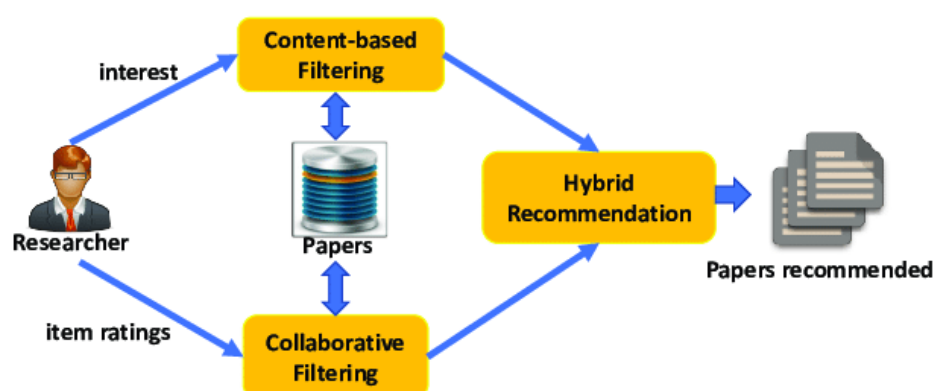 Content-based
Filtering
interest
Researcher
Papers
Hybrid
Recommendation
Papers recommended
item ratings
Collaborative
Filtering